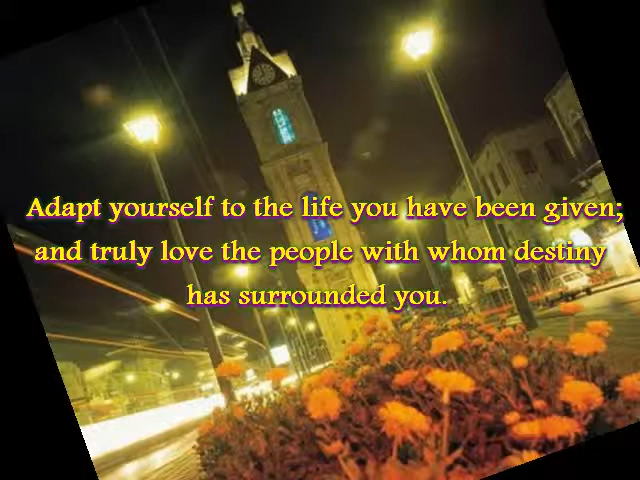 Adapt yourself to the life you have been given;
and truly love the people with whom destiny
has surrounded you.